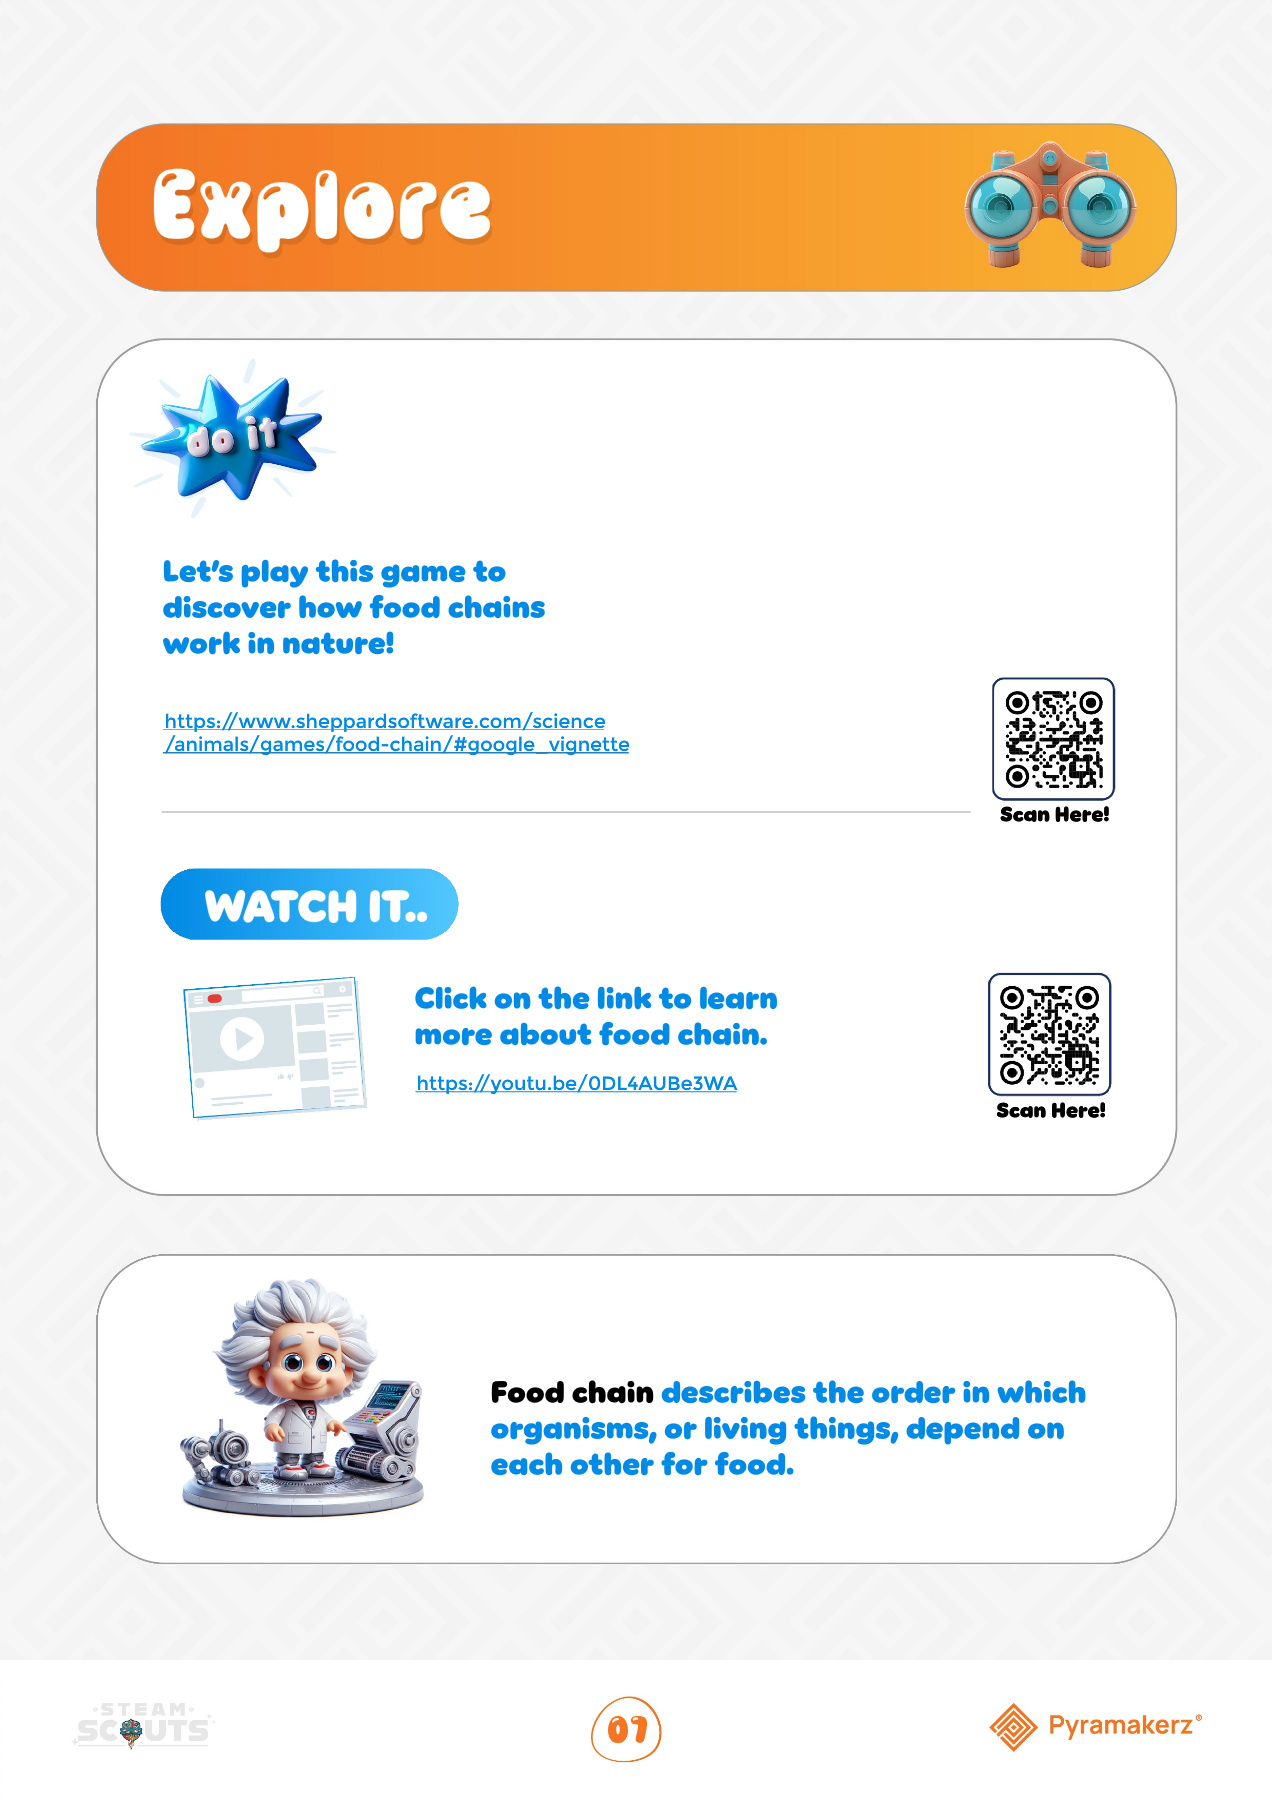 Explore
do it
Let's play this game to
discover how food chains
work in nature!
https://www.sheppardsoftware.com/science
/animals/games/food-chain/#google_vignette
Scan Here!
WATCH IT..
Click on the link to learn
more about food chain.
https://youtu.be/0DL4AUBe3WA
Scan Here!
Food chain describes the order in which
organisms, or living things, depend on
each other for food.
STEAM
SCOUTS
07
Pyramakerz®